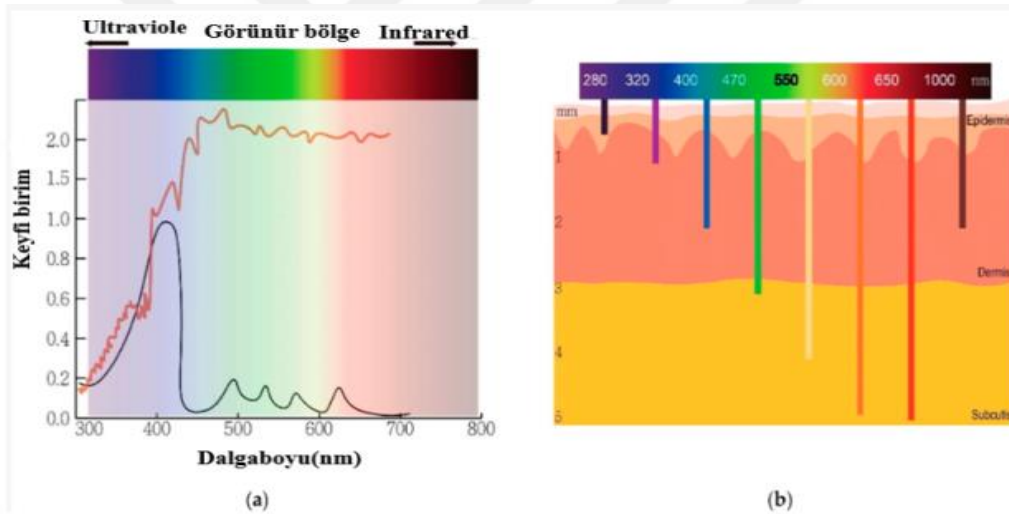 Ultraviole Görünür bölge Infrared
Keyfi birim
2.0
1.0
0.8
0.6
0.4
0.2
0.0
300 400 500 600 700 800
Dalgaboyu(nm)
(a)
280 320 400 470 550 600 650 1000 nm
mm
Epidermis
1
2
Dermis
3
4
5
Subcutis
(b)